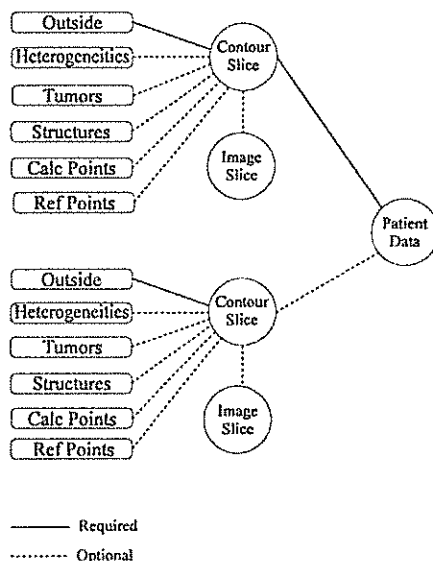 Outside
Heterogeneities
Tumors
Structures
Calc Points
Ref Points
Contour
Slice
Image
Slice
Patient
Data
Outside
Heterogeneities
Tumors
Structures
Calc Points
Ref Points
Contour
Slice
Image
Slice
Required
Optional